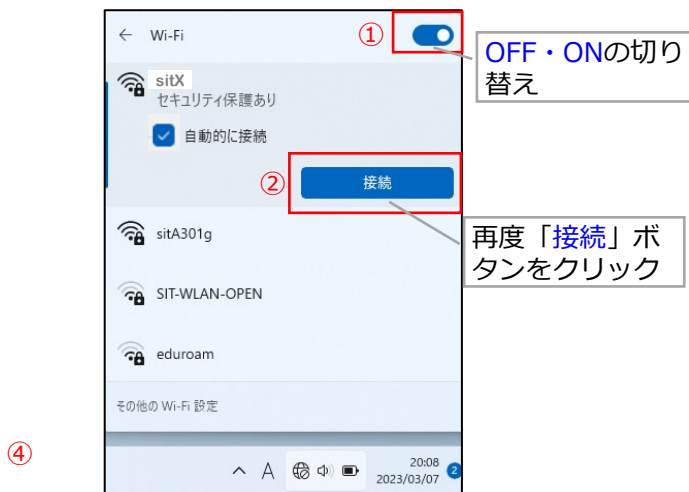 ← Wi-Fi
①
OFF・ONの切り
替え
sitX
セキュリティ保護あり
自動的に接続
②
接続
再度「接続」ボ
タンをクリック
sitA301g
SIT-WLAN-OPEN
eduroam
その他の Wi-Fi 設定
④
A
20:08
2023/03/07
2